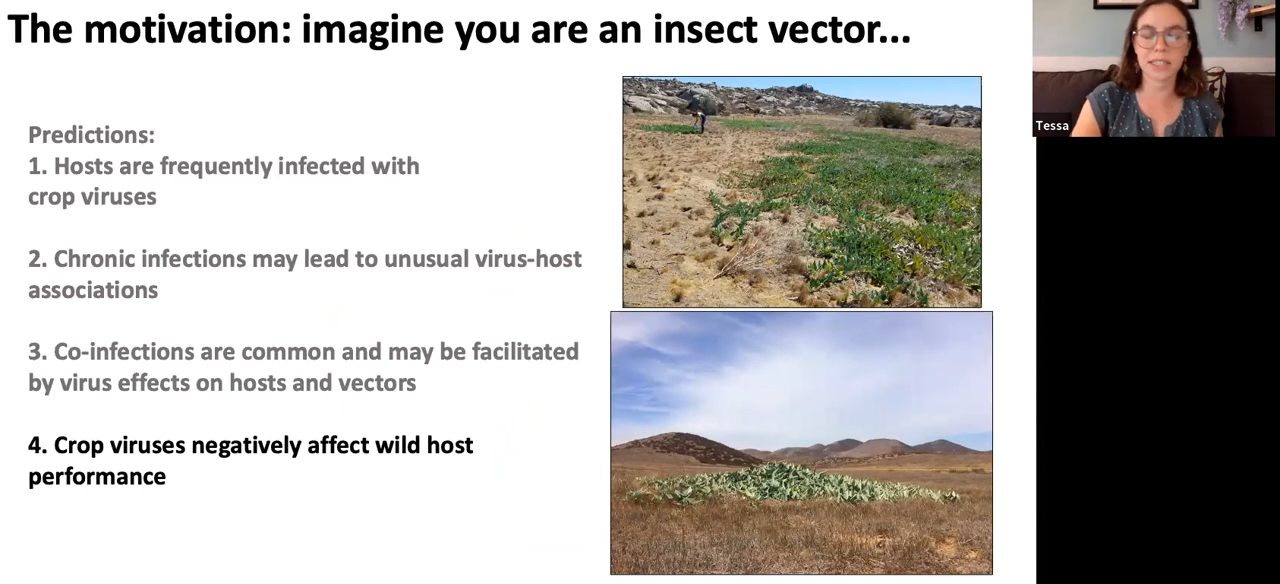 The motivation: imagine you are an insect vector...
Tessa
Predictions:
1. Hosts are frequently infected with
crop viruses
2. Chronic infections may lead to unusual virus-host
associations
3. Co-infections are common and may be facilitated
by virus effects on hosts and vectors
4. Crop viruses negatively affect wild host
performance